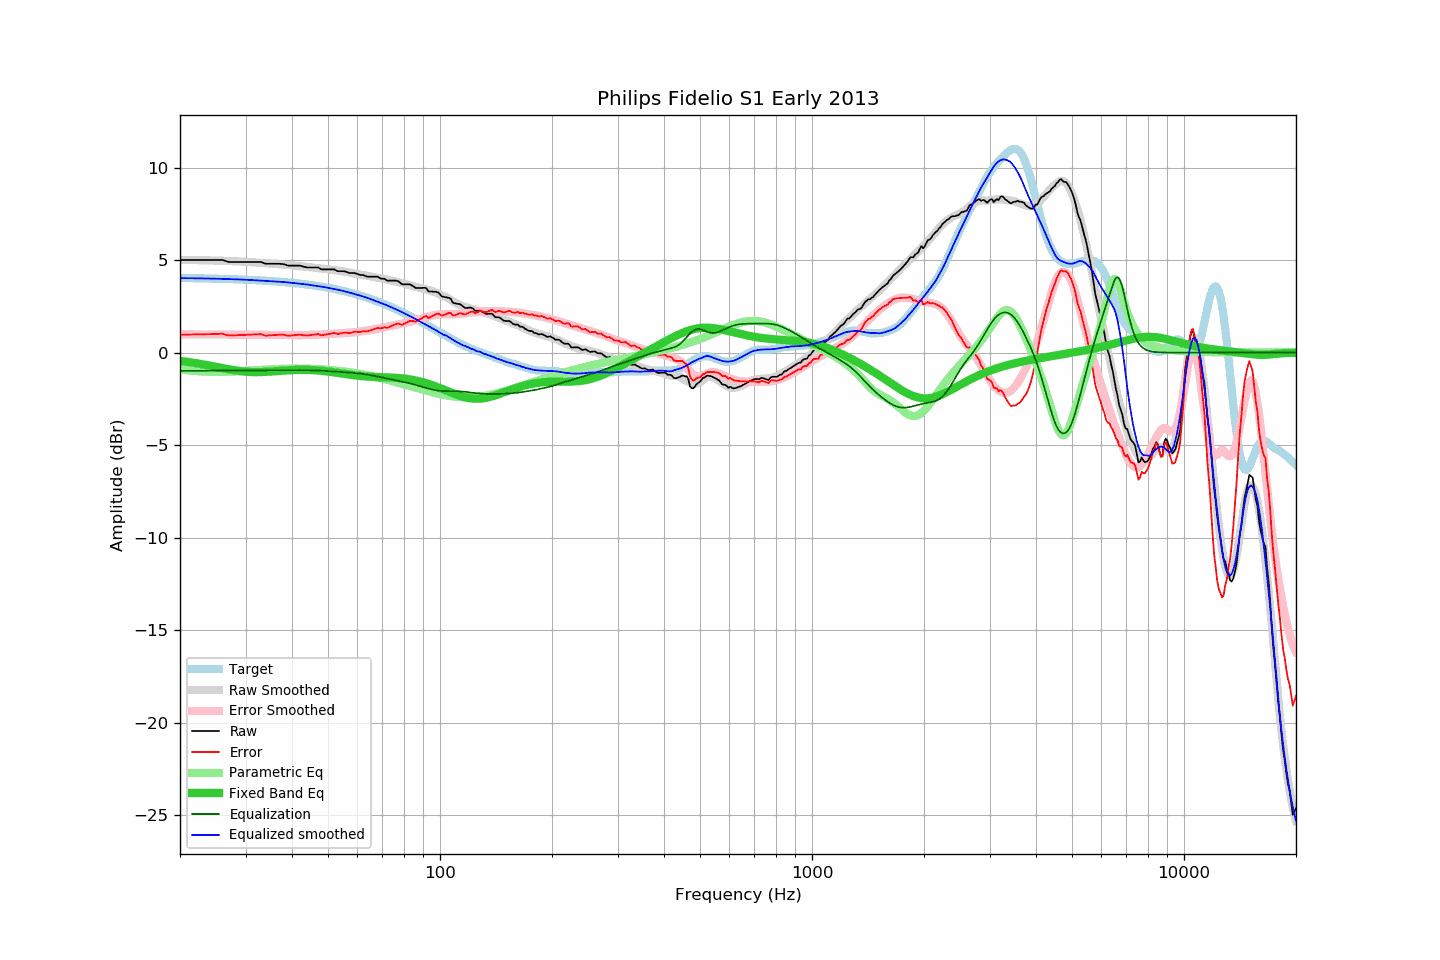 Philips Fidelio S1 Early 2013
10
5
0
−5
−10
−15
−20
−25
Amplitude (dBr)
Target
Raw Smoothed
Error Smoothed
Raw
Error
Parametric Eq
Fixed Band Eq
Equalization
Equalized smoothed
100
1000
10000
Frequency (Hz)